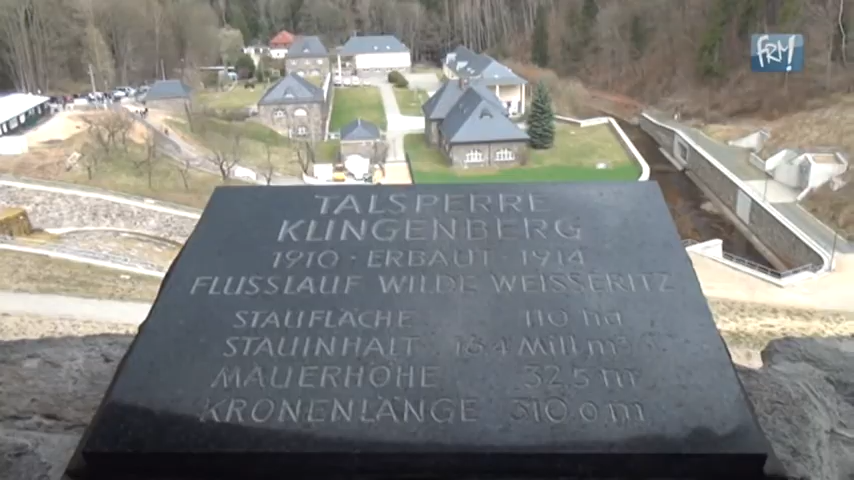 TALSPERRE
KLINGENBERG
1910 · ERBAUT · 1914
FLUSSLAUF WILDE WEISSERITZ
STAUFLÄCHE 110 ha
STAUINHALT 16.4 Mill m³
MAUERHÖHE 32.5 m
KRONENLÄNGE 310.0 m
FRM!